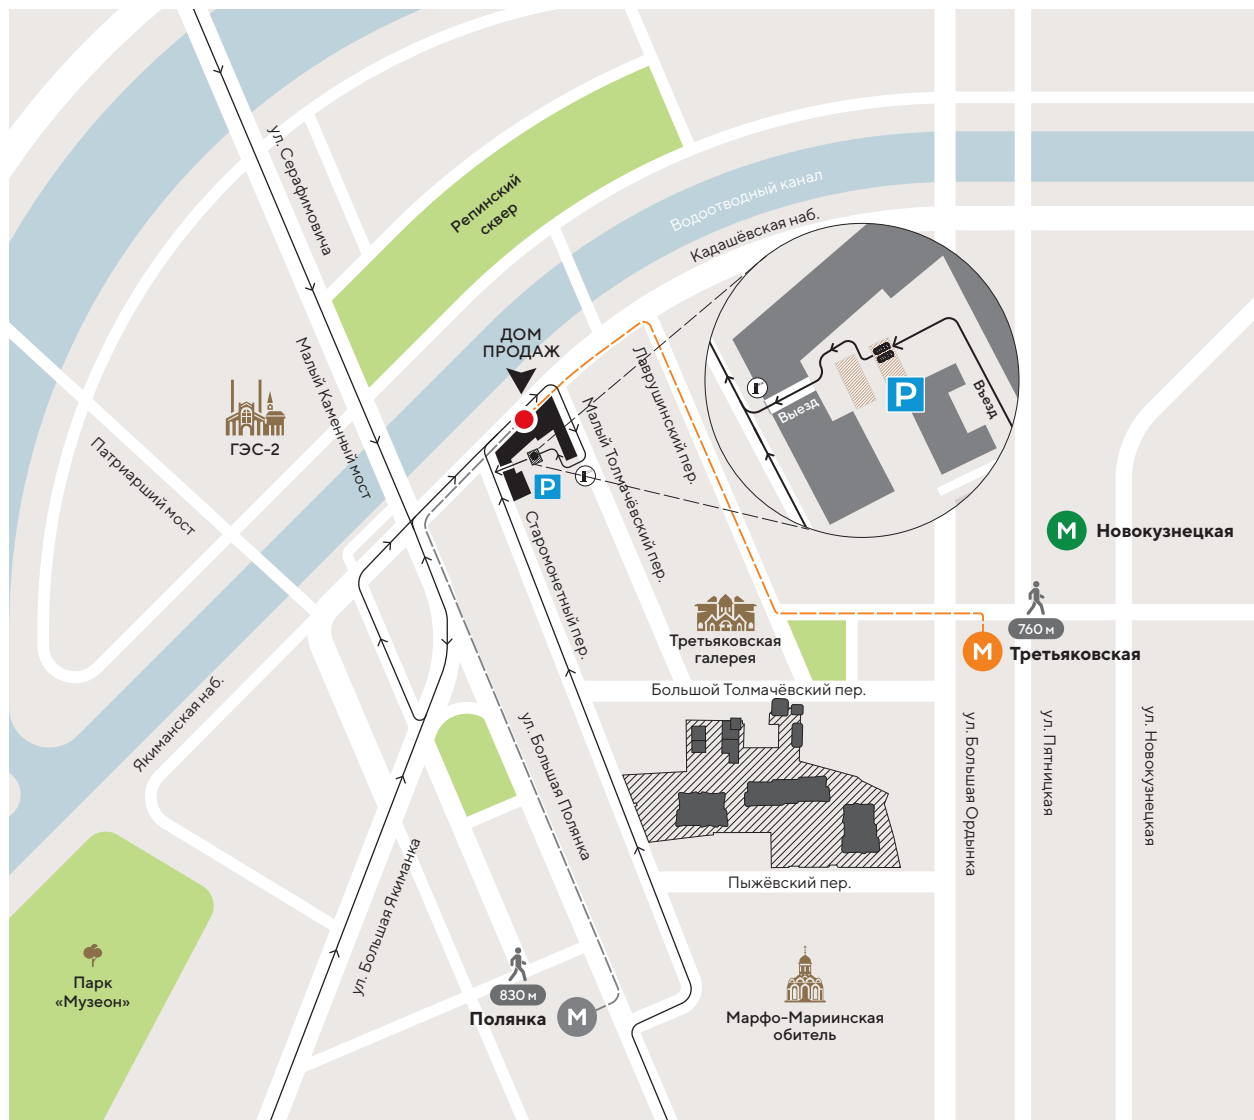 ул. Серафимовича
Репинский
сквер
Водоотводный канал
Кадашёвская наб.
ДОМ
ПРОДАЖ
Малый Каменный мост
Лаврушинский пер.
Малый Толмачёвский пер.
ГЭС-2
Патриарший мост
P
Выезд
Въезд
P
Старомонетный пер.
М
Новокузнецкая
760 м
М
Третьяковская
Третьяковская
галерея
Большой Толмачёвский пер.
Якиманская наб.
ул. Большая Полянка
ул. Большая Ордынка
ул. Пятницкая
ул. Новокузнецкая
ул. Большая Якиманка
Пыжёвский пер.
Парк
«Музеон»
830 м
Полянка
М
Марфо-Мариинская
обитель